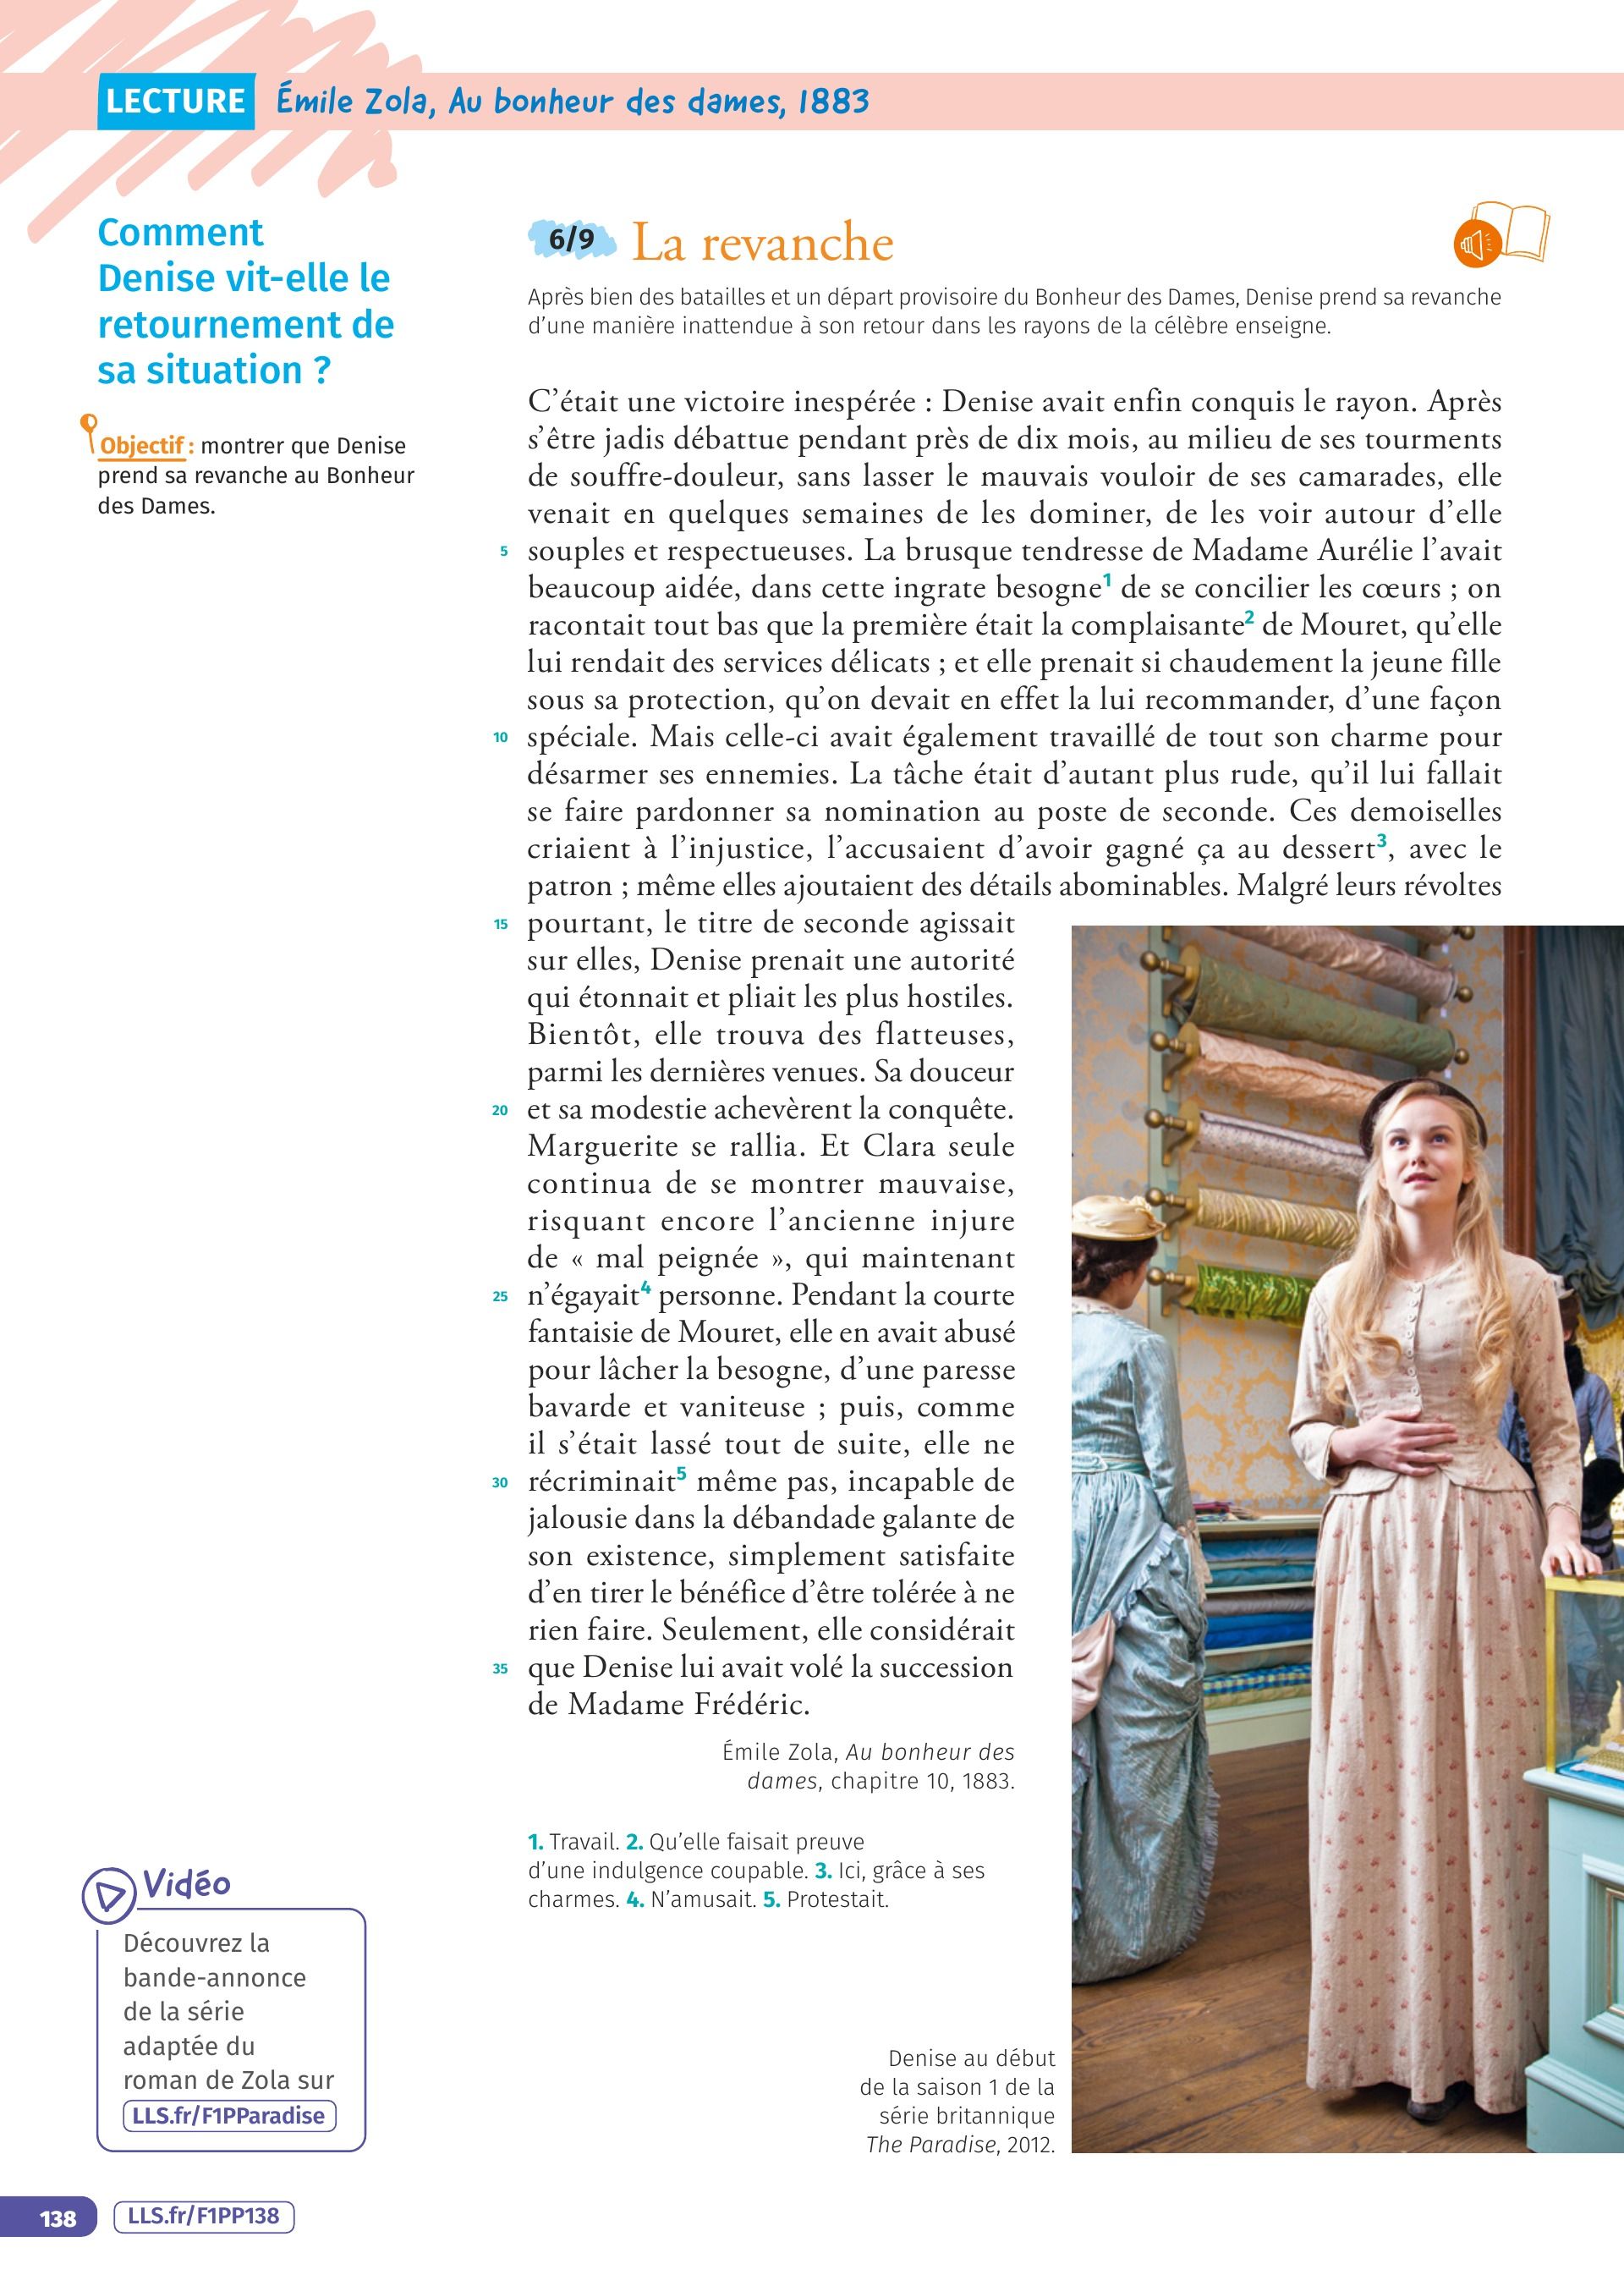 LECTURE Émile Zola, Au bonheur des dames, 1883
Comment
Denise vit-elle le
retournement de
sa situation ?
Objectif : montrer que Denise
prend sa revanche au Bonheur
des Dames.
6/9 La revanche
Après bien des batailles et un départ provisoire du Bonheur des Dames, Denise prend sa revanche
d’une manière inattendue à son retour dans les rayons de la célèbre enseigne.
C’était une victoire inespérée : Denise avait enfin conquis le rayon. Après
s’être jadis débattue pendant près de dix mois, au milieu de ses tourments
de souffre-douleur, sans lasser le mauvais vouloir de ses camarades, elle
venait en quelques semaines de les dominer, de les voir autour d’elle
5 souples et respectueuses. La brusque tendresse de Madame Aurélie l’avait
beaucoup aidée, dans cette ingrate besogne1 de se concilier les cœurs ; on
racontait tout bas que la première était la complaisante2 de Mouret, qu’elle
lui rendait des services délicats ; et elle prenait si chaudement la jeune fille
sous sa protection, qu’on devait en effet la lui recommander, d’une façon
10 spéciale. Mais celle-ci avait également travaillé de tout son charme pour
désarmer ses ennemies. La tâche était d’autant plus rude, qu’il lui fallait
se faire pardonner sa nomination au poste de seconde. Ces demoiselles
criaient à l’injustice, l’accusaient d’avoir gagné ça au dessert3, avec le
patron ; même elles ajoutaient des détails abominables. Malgré leurs révoltes
15 pourtant, le titre de seconde agissait
sur elles, Denise prenait une autorité
qui étonnait et pliait les plus hostiles.
Bientôt, elle trouva des flatteuses,
parmi les dernières venues. Sa douceur
20 et sa modestie achevèrent la conquête.
Marguerite se rallia. Et Clara seule
continua de se montrer mauvaise,
risquant encore l’ancienne injure
de « mal peignée », qui maintenant
25 n’égayait4 personne. Pendant la courte
fantaisie de Mouret, elle en avait abusé
pour lâcher la besogne, d’une paresse
bavarde et vaniteuse ; puis, comme
il s’était lassé tout de suite, elle ne
30 récriminait5 même pas, incapable de
jalousie dans la débandade galante de
son existence, simplement satisfaite
d’en tirer le bénéfice d’être tolérée à ne
rien faire. Seulement, elle considérait
35 que Denise lui avait volé la succession
de Madame Frédéric.
Émile Zola, Au bonheur des
dames, chapitre 10, 1883.
1. Travail. 2. Qu’elle faisait preuve
d’une indulgence coupable. 3. Ici, grâce à ses
charmes. 4. N’amusait. 5. Protestait.
Vidéo
Découvrez la
bande-annonce
de la série
adaptée du
roman de Zola sur
LLS.fr/F1PParadise
Denise au début
de la saison 1 de la
série britannique
The Paradise, 2012.
138 LLS.fr/F1PP138